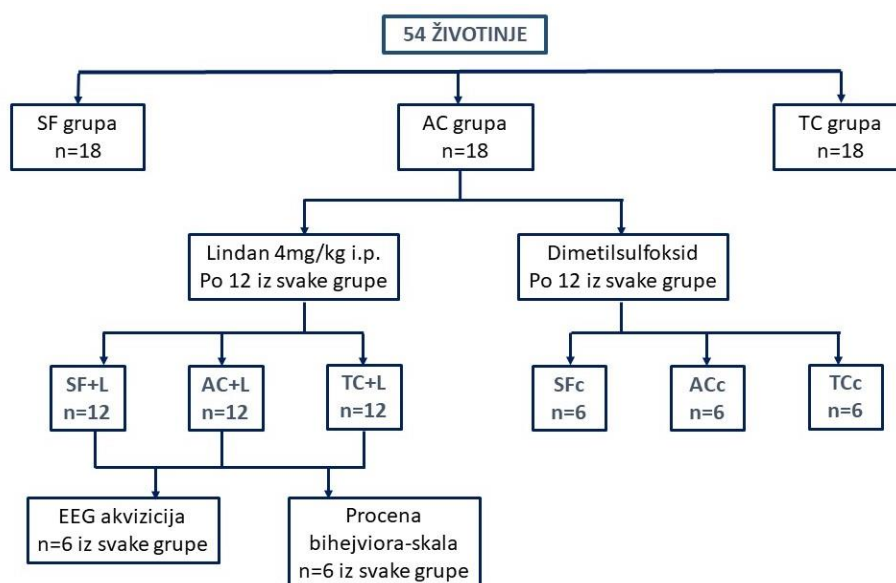 54 ŽIVOTINJE
SF grupa
n=18
AC grupa
n=18
TC grupa
n=18
Lindan 4mg/kg i.p.
Po 12 iz svake grupe
Dimetilsulfoksid
Po 12 iz svake grupe
SF+L
n=12
AC+L
n=12
TC+L
n=12
SFc
n=6
ACc
n=6
TCc
n=6
EEG akvizicija
n=6 iz svake grupe
Procena
bihejviora-skala
n=6 iz svake grupe